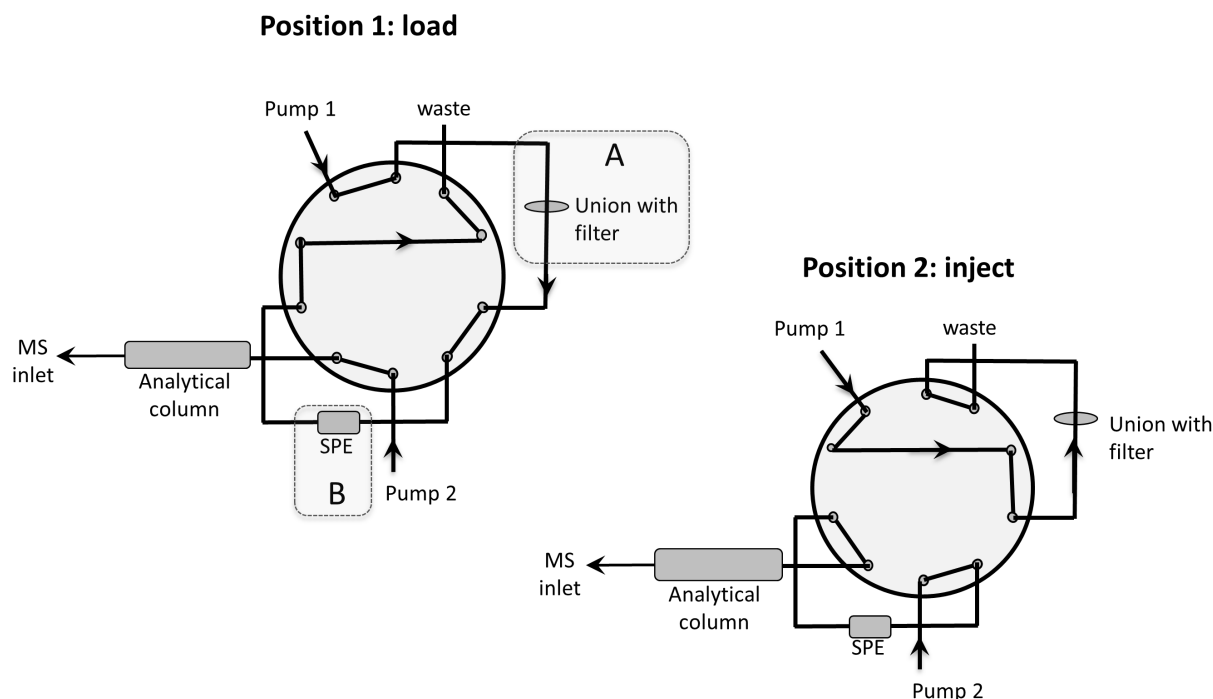 Position 1: load
Pump 1
waste
A
Union with
filter
MS
inlet
Analytical
column
SPE
B
Pump 2
Position 2: inject
Pump 1
waste
Union with
filter
MS
inlet
Analytical
column
SPE
Pump 2